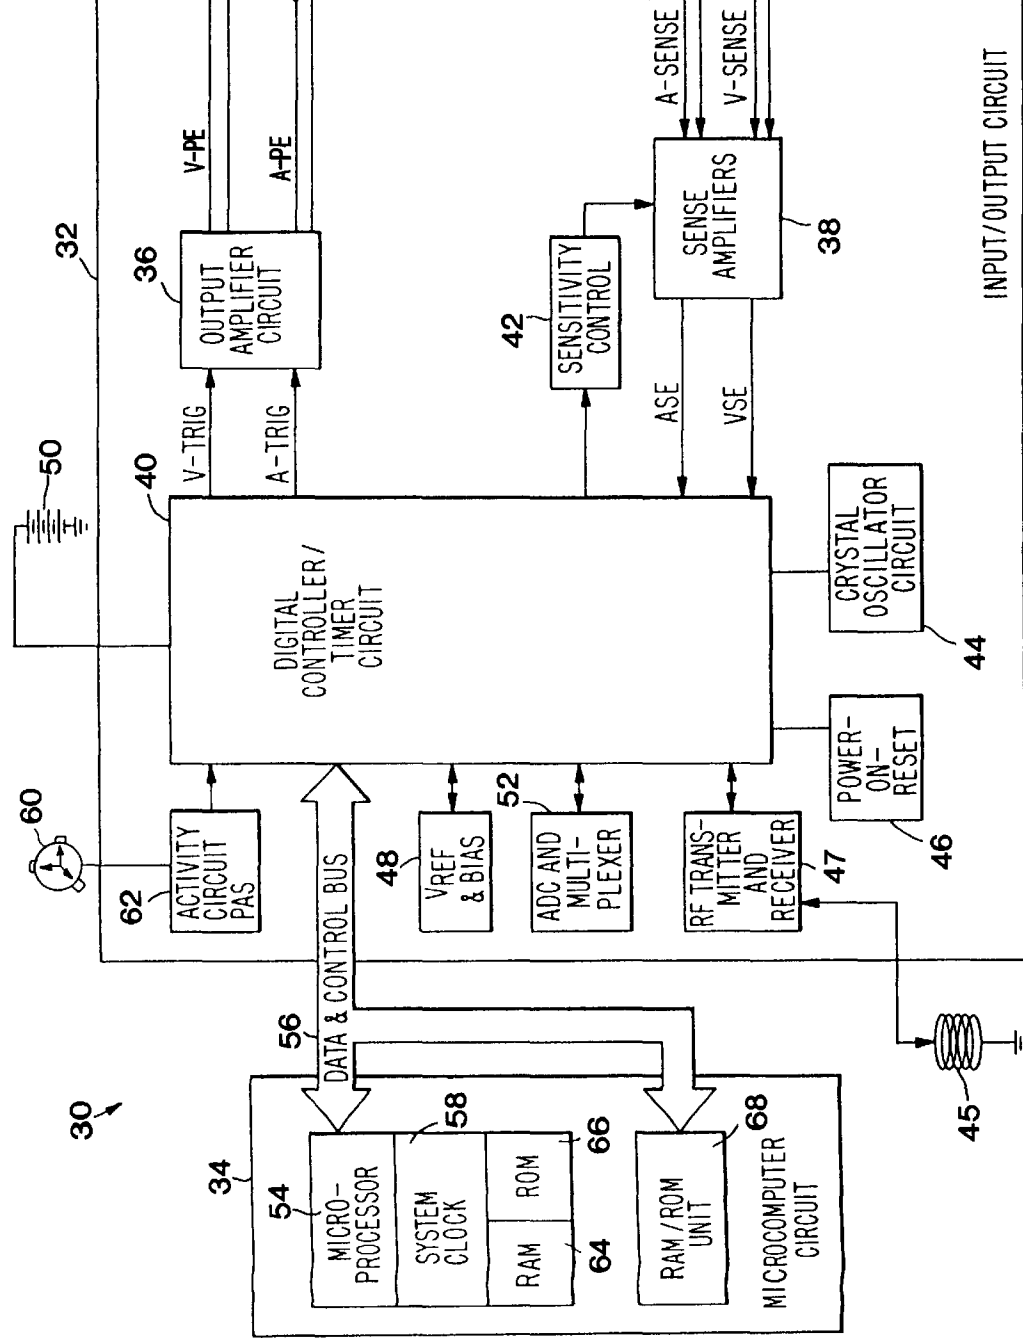 30
34
54
MICRO-
PROCESSOR
58
SYSTEM
CLOCK
RAM
ROM
64
66
68
RAM/ROM
UNIT
MICROCOMPUTER
CIRCUIT
56
DATA & CONTROL BUS
45
60
62
ACTIVITY
CIRCUIT
PAS
48
VREF
& BIAS
52
ADC AND
MULTI-
PLEXER
RF TRANS-
MITTER
AND
RECEIVER
47
POWER-
ON-
RESET
46
50
40
DIGITAL
CONTROLLER/
TIMER
CIRCUIT
CRYSTAL
OSCILLATOR
CIRCUIT
44
V-TRIG
A-TRIG
ASE
VSE
32
36
OUTPUT
AMPLIFIER
CIRCUIT
42
SENSITIVITY
CONTROL
SENSE
AMPLIFIERS
38
V-PE
A-PE
A-SENSE
V-SENSE
INPUT/OUTPUT CIRCUIT